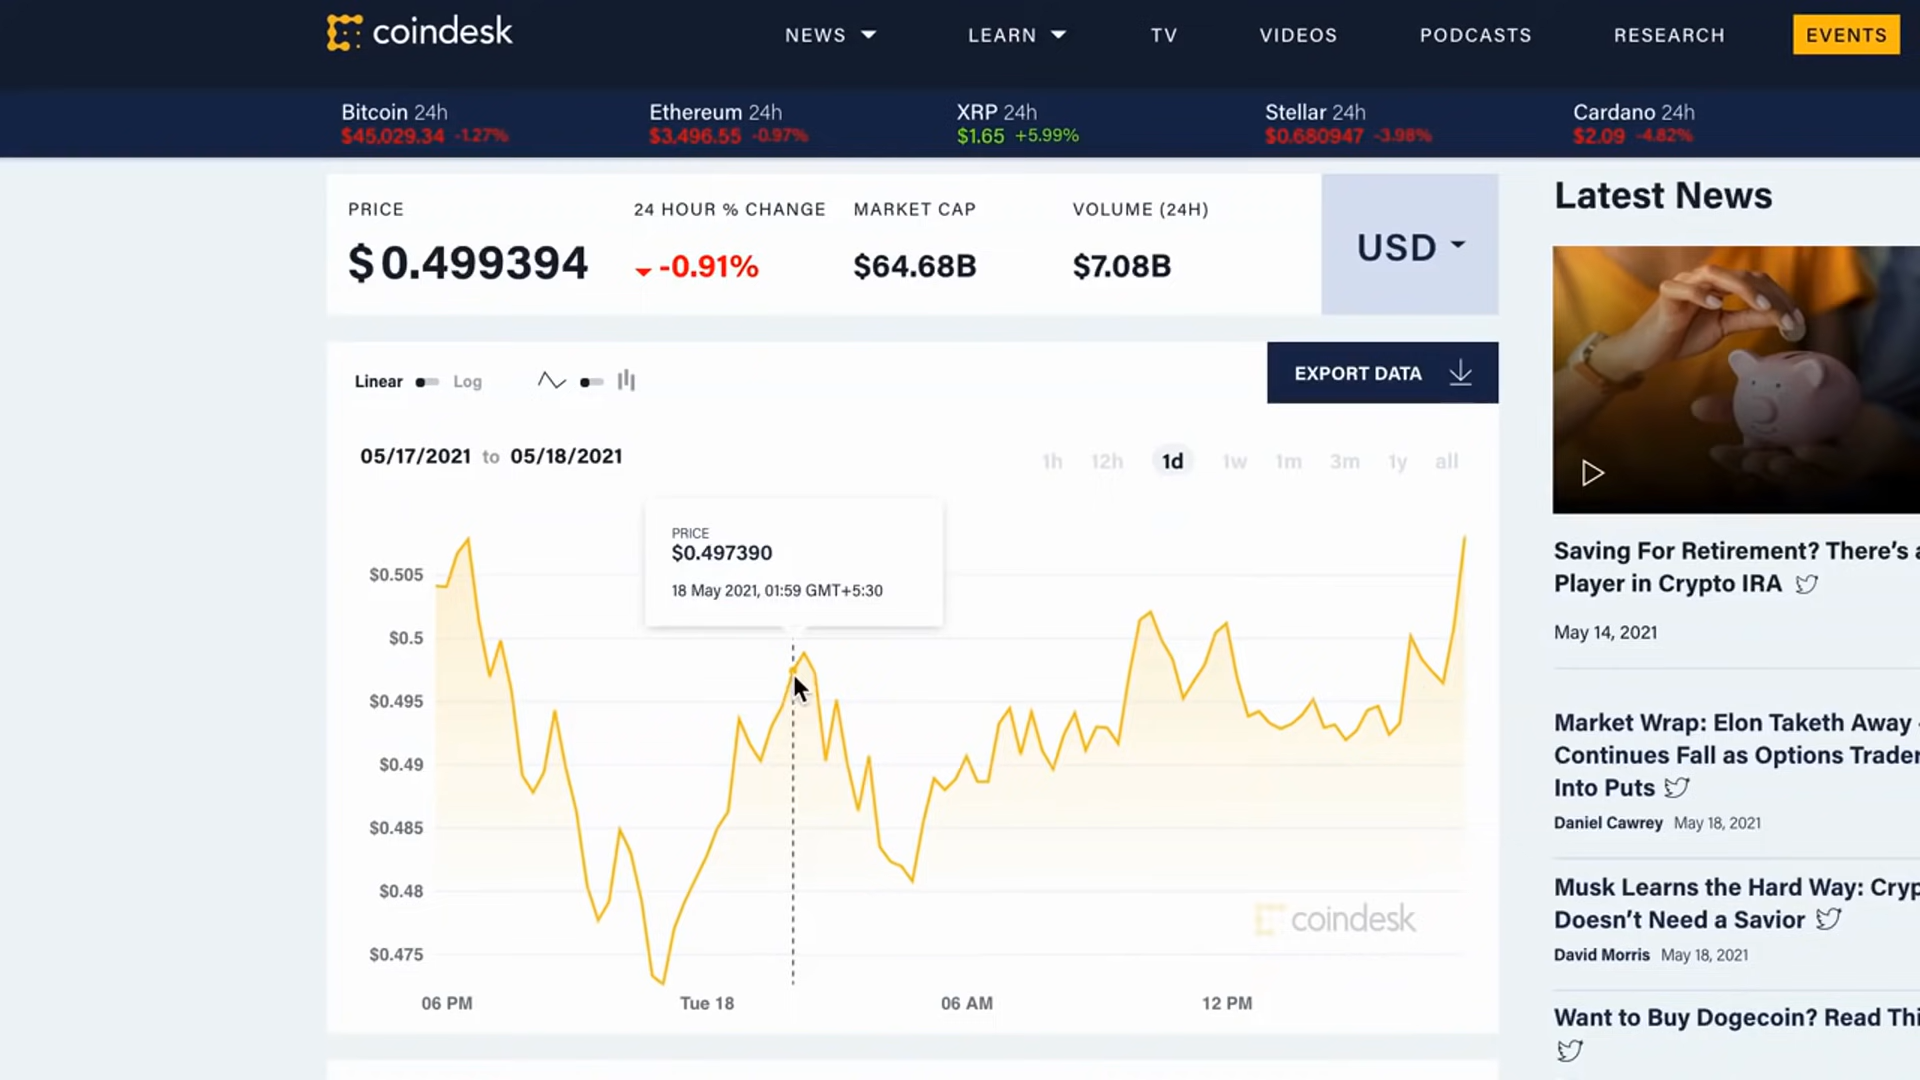 coindesk
NEWS
LEARN
TV
VIDEOS
PODCASTS
RESEARCH
EVENTS
Bitcoin 24h
$45,029.34 -1.27%
Ethereum 24h
$3,496.55 -0.97%
XRP 24h
$1.65 +5.99%
Stellar 24h
$0.680947 -3.98%
Cardano 24h
$2.09 -4.82%
PRICE
$0.499394
24 HOUR % CHANGE
-0.91%
MARKET CAP
$64.68B
VOLUME (24H)
$7.08B
USD
Linear Log
EXPORT DATA
05/17/2021 to 05/18/2021
1h 12h 1d 1w 1m 3m 1y all
PRICE
$0.497390
18 May 2021, 01:59 GMT+5:30
$0.505
$0.5
$0.495
$0.49
$0.485
$0.48
$0.475
06 PM Tue 18 06 AM 12 PM
coindesk
Latest News
Saving For Retirement? There's
Player in Crypto IRA
May 14, 2021
Market Wrap: Elon Taketh Away
Continues Fall as Options
Into Puts
Daniel Cawrey May 18, 2021
Musk Learns the Hard Way:
Doesn't Need a Savior
David Morris May 18, 2021
Want to Buy Dogecoin? Read